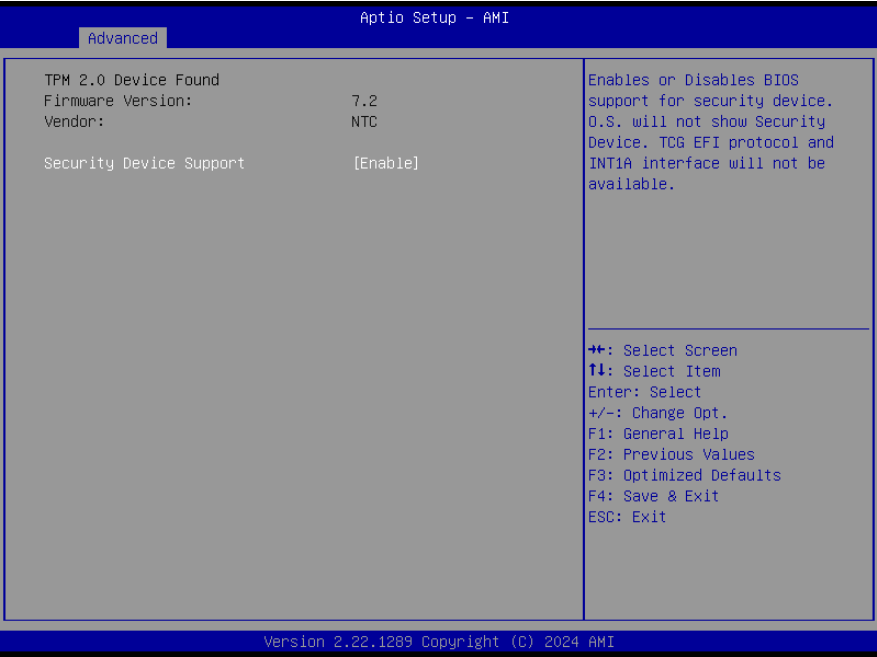 Aptio Setup – AMI
Advanced
TPM 2.0 Device Found
Firmware Version: 7.2
Vendor: NTC
Security Device Support [Enable]
Enables or Disables BIOS
support for security device.
O.S. will not show Security
Device. TCG EFI protocol and
INT1A interface will not be
available.
→←: Select Screen
↑↓: Select Item
Enter: Select
+/-: Change Opt.
F1: General Help
F2: Previous Values
F3: Optimized Defaults
F4: Save & Exit
ESC: Exit
Version 2.22.1289 Copyright (C) 2024 AMI